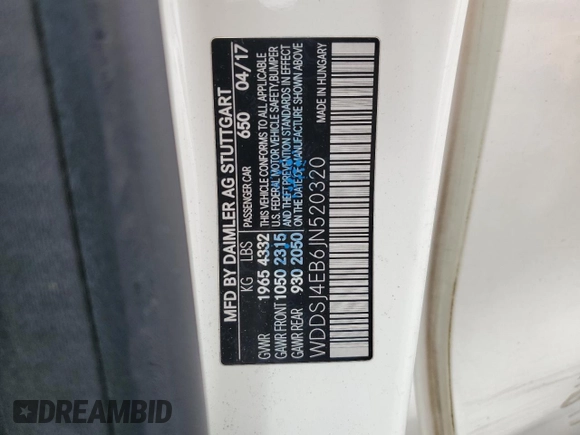 MFD BY DAIMLER AG STUTTGART
PASSENGER CAR 650 04/17
KG LBS
GVWR 1965 4332
GAWR FRONT 1050 2315
GAWR REAR 930 2050
THIS VEHICLE CONFORMS TO ALL APPLICABLE
U.S. FEDERAL MOTOR VEHICLE SAFETY, BUMPER
AND THEFT PREVENTION STANDARDS IN EFFECT
ON THE DATE OF MANUFACTURE SHOWN ABOVE
MADE IN HUNGARY
WDDSJ4EB6JN520320
DREAMBID